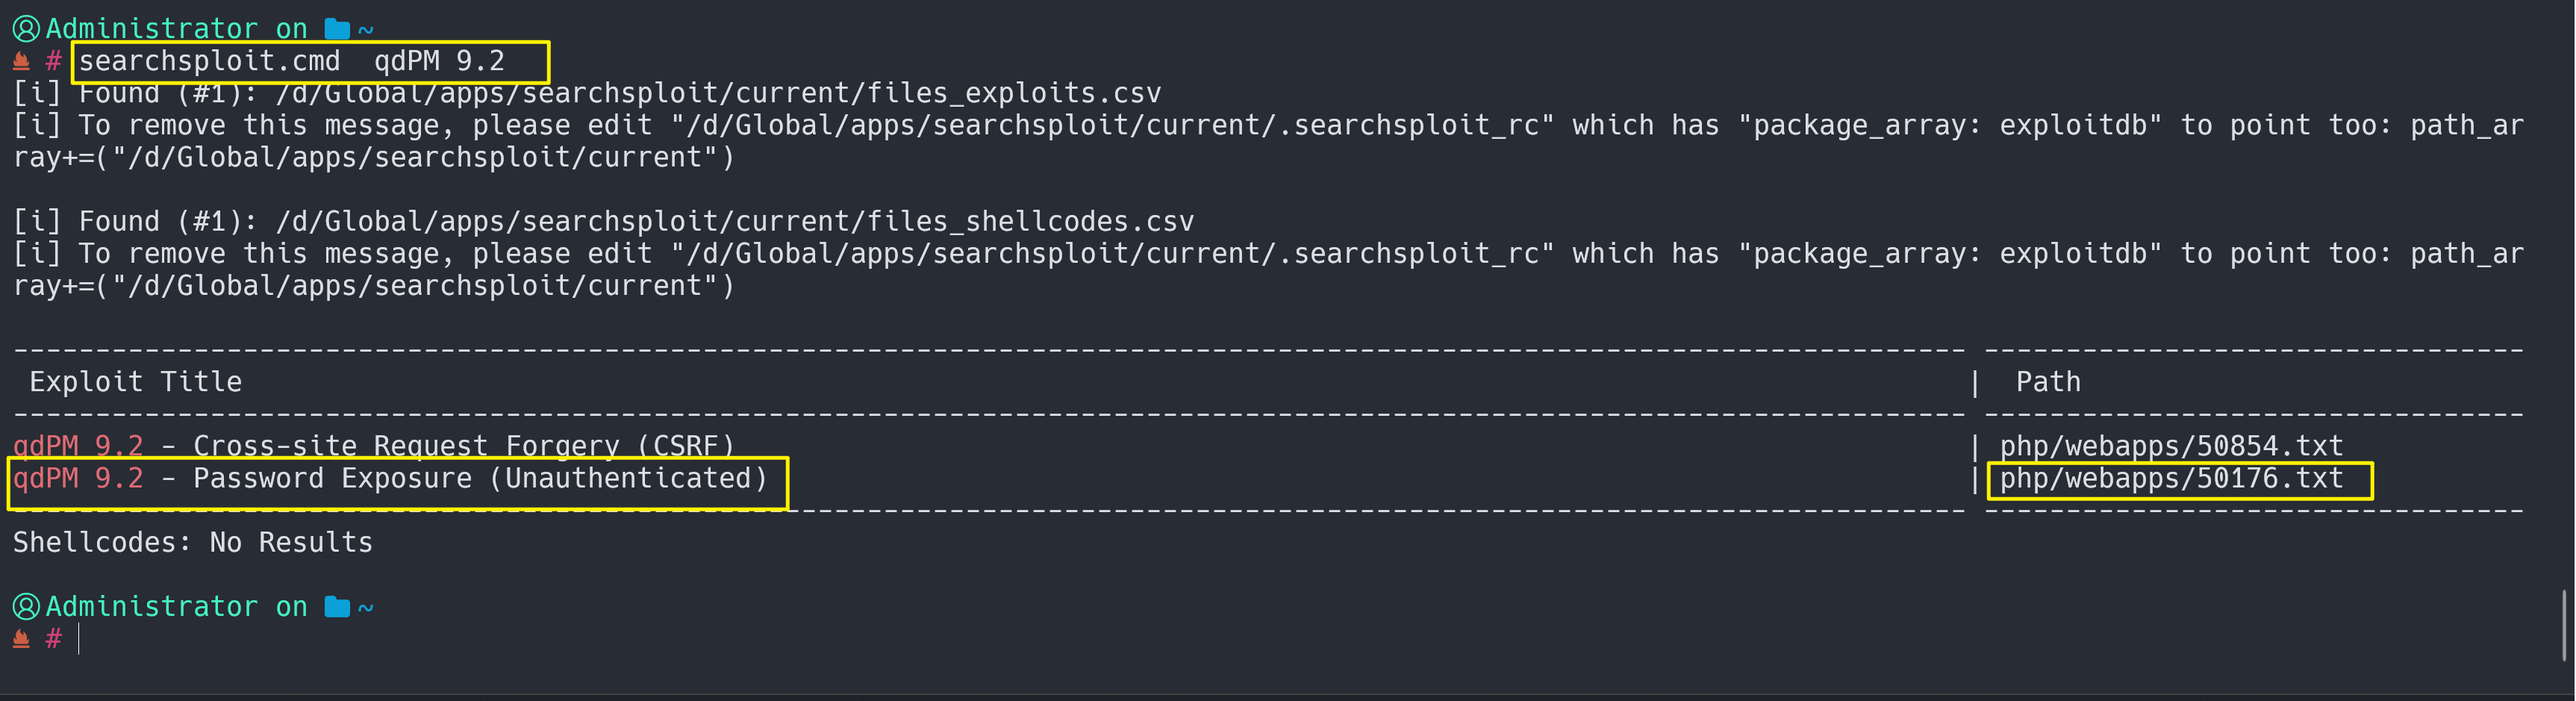 Administrator on ~
# searchsploit.cmd  qdPM 9.2
[i] Found (#1): /d/Global/apps/searchsploit/current/files_exploits.csv
[i] To remove this message, please edit "/d/Global/apps/searchsploit/current/.searchsploit_rc" which has "package_array: exploitdb" to point too: path_ar
ray+=("/d/Global/apps/searchsploit/current")
[i] Found (#1): /d/Global/apps/searchsploit/current/files_shellcodes.csv
[i] To remove this message, please edit "/d/Global/apps/searchsploit/current/.searchsploit_rc" which has "package_array: exploitdb" to point too: path_ar
ray+=("/d/Global/apps/searchsploit/current")
Exploit Title | Path
qdPM 9.2 - Cross-site Request Forgery (CSRF) | php/webapps/50854.txt
qdPM 9.2 - Password Exposure (Unauthenticated) | php/webapps/50176.txt
Shellcodes: No Results
Administrator on ~
#